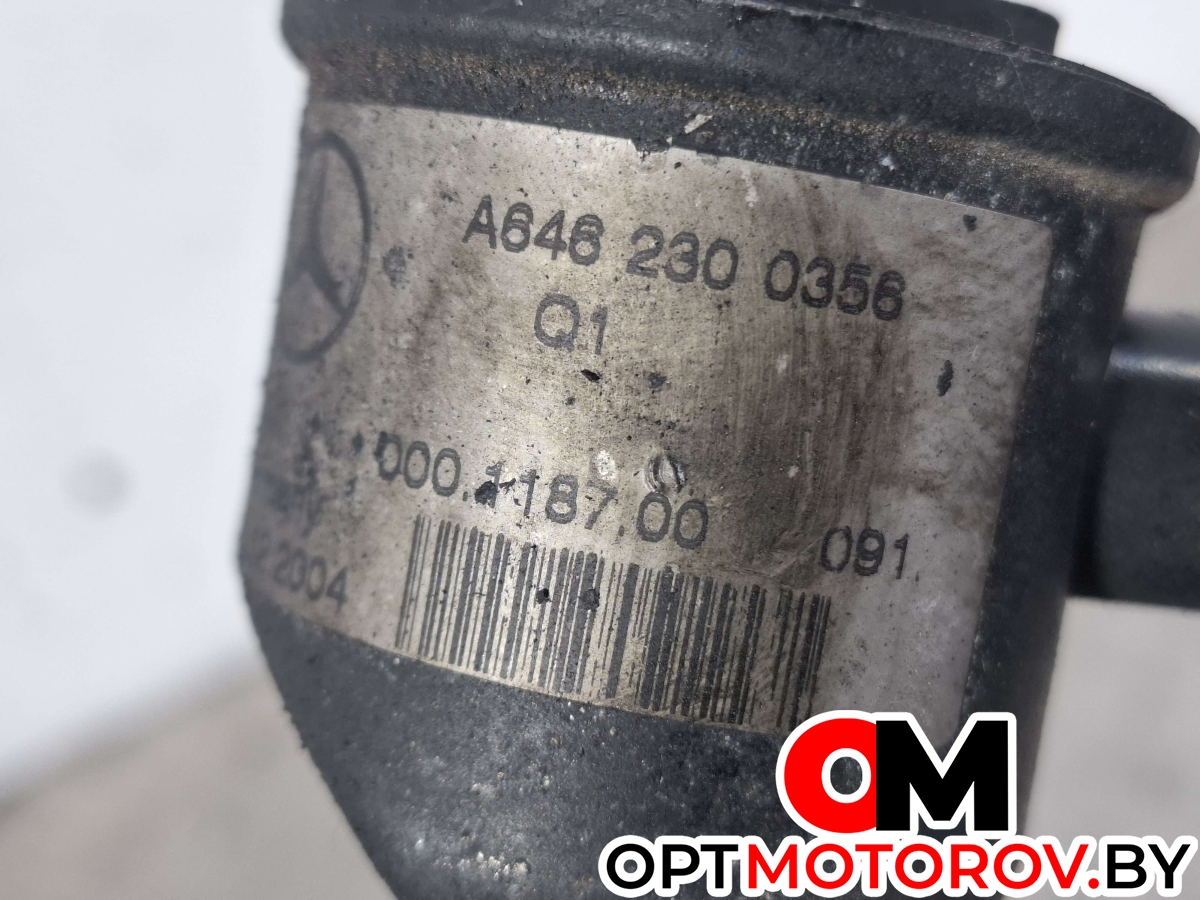 A646 230 0356
Q1
000.1187.00 091
2004
OM
OPTMOTOROV.BY